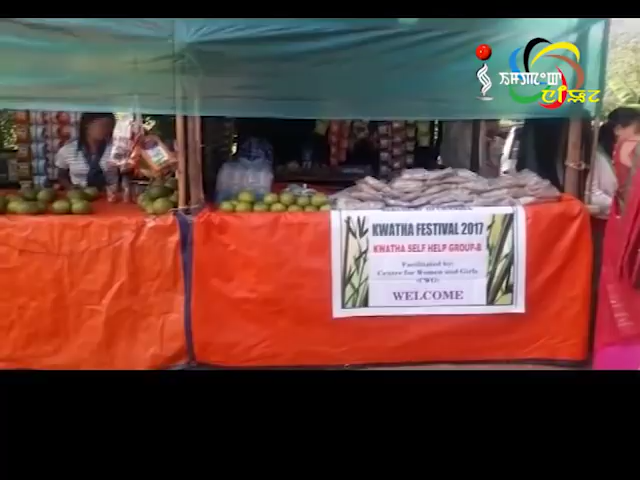 KWATHA FESTIVAL 2017
KWATHA SELF HELP GROUP-B
Facilitated by:
Centre for Women and Girls
(CWG)
WELCOME